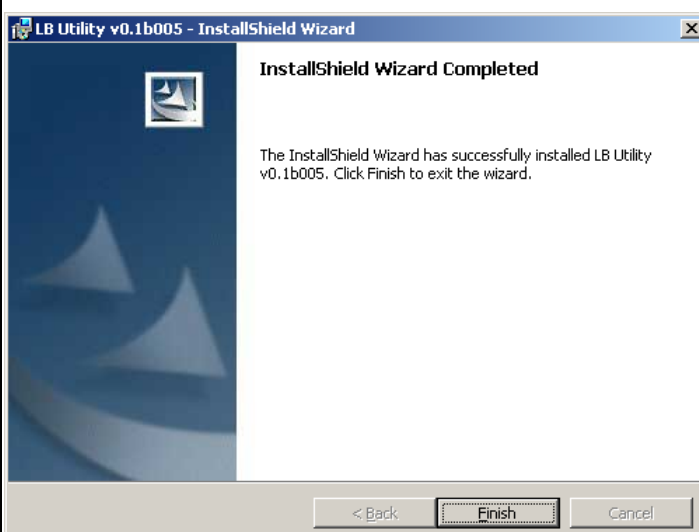 LB Utility v0.1b005 - InstallShield Wizard
InstallShield Wizard Completed
The InstallShield Wizard has successfully installed LB Utility
v0.1b005. Click Finish to exit the wizard.
< Back
Finish
Cancel